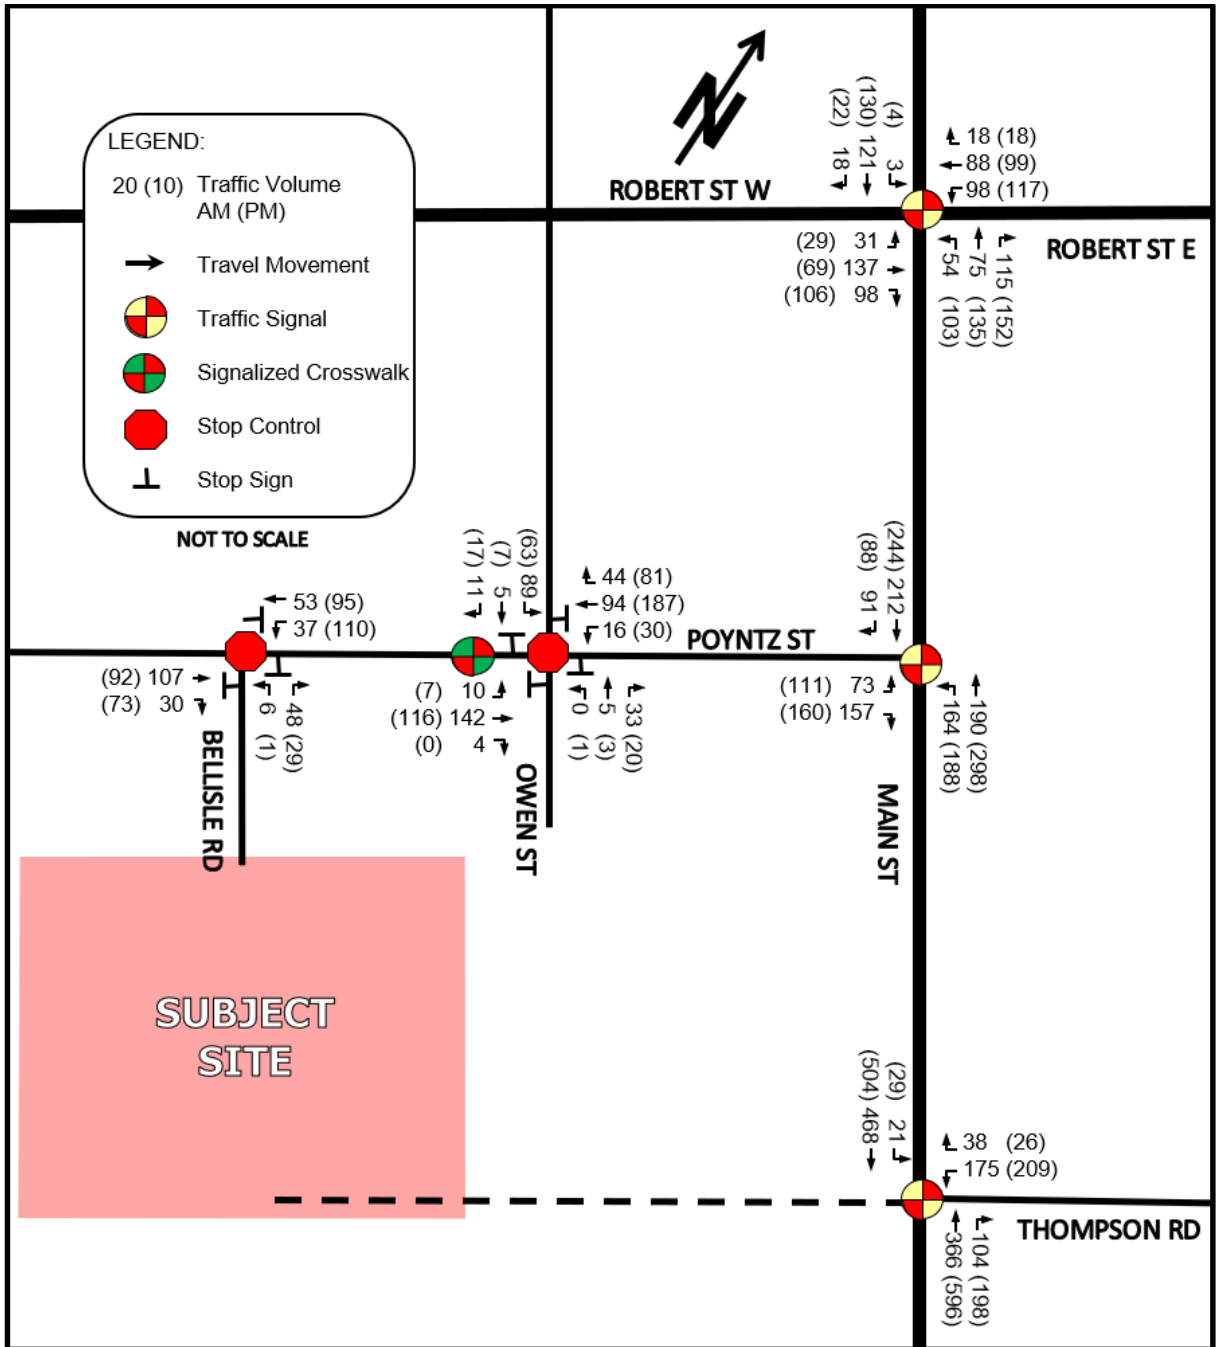 LEGEND:
20 (10) Traffic Volume
AM (PM)
Travel Movement
Traffic Signal
Signalized Crosswalk
Stop Control
Stop Sign
NOT TO SCALE
N
ROBERT ST W
(22) 18
(130) 121
(4) 3
18 (18)
88 (99)
98 (117)
ROBERT ST E
(29) 31
(69) 137
(106) 98
54 (103)
75 (135)
115 (152)
53 (95)
37 (110)
(92) 107
(73) 30
6 (1)
48 (29)
BELLISLE RD
(17) 11
(7) 5
(63) 89
44 (81)
94 (187)
16 (30)
POYNTZ ST
(7) 10
(116) 142
(0) 4
0 (1)
5 (3)
33 (20)
OWEN ST
(88) 91
(244) 212
(111) 73
(160) 157
164 (188)
190 (298)
MAIN ST
SUBJECT
SITE
(504) 468
(29) 21
38 (26)
175 (209)
THOMPSON RD
366 (596)
104 (198)